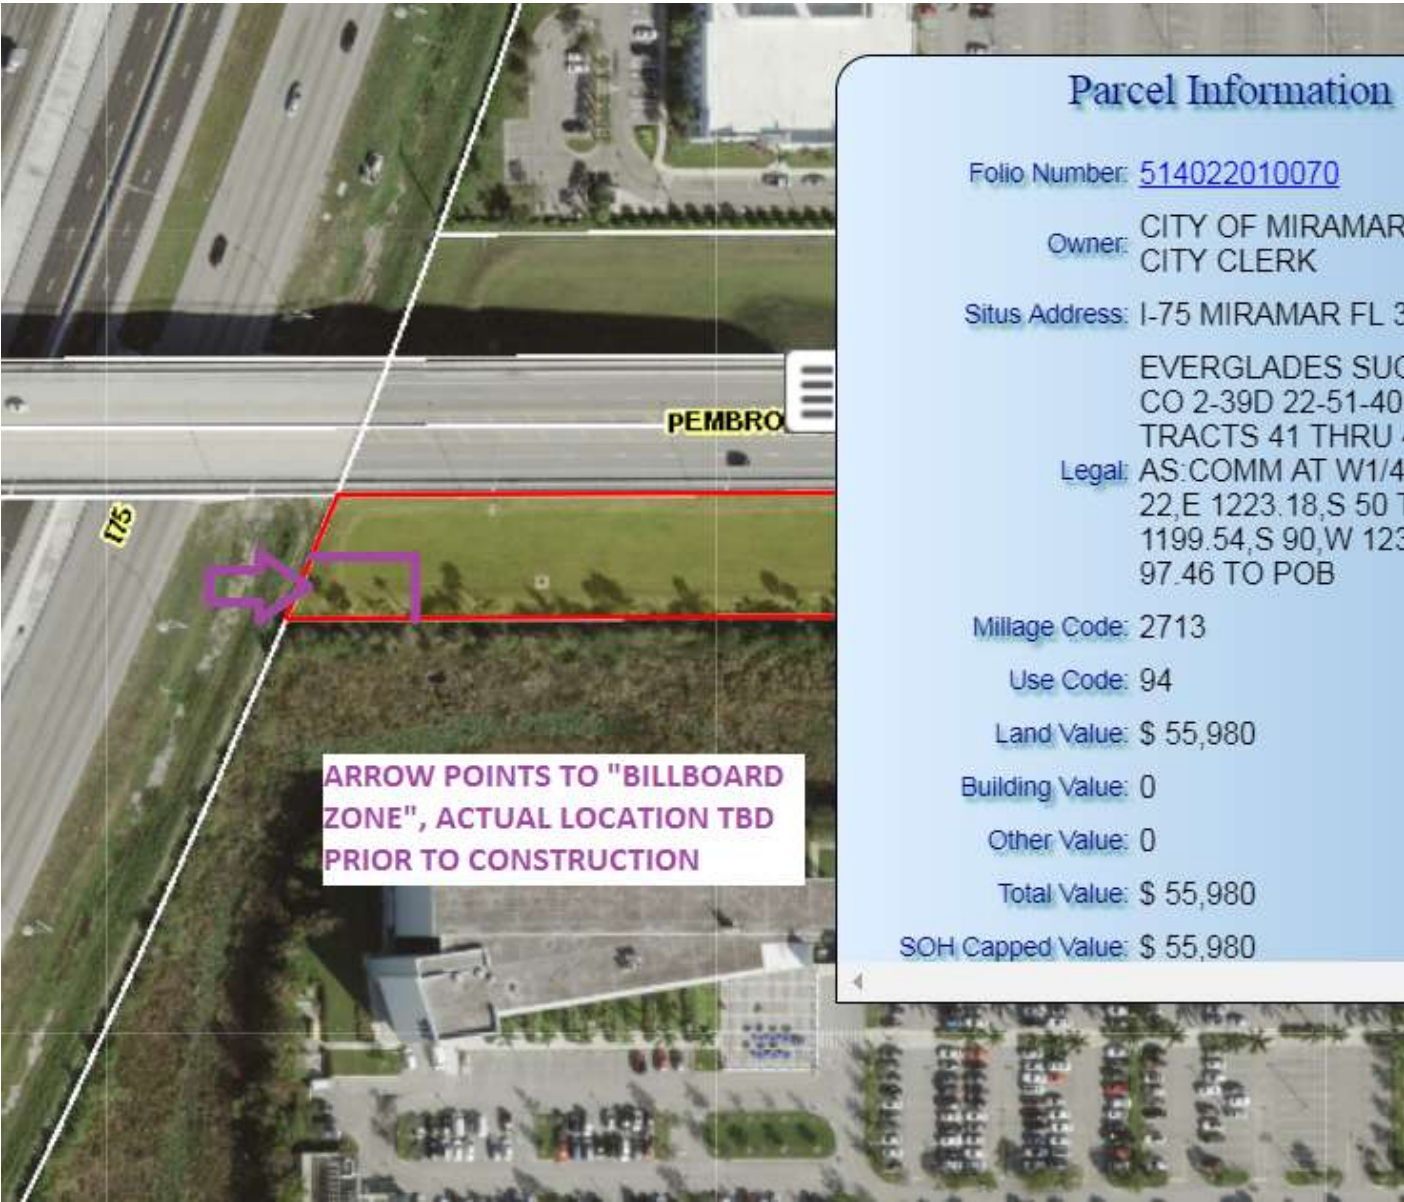 Parcel Information
Folio Number: 514022010070
Owner: CITY OF MIRAMAR
CITY CLERK
Situs Address: I-75 MIRAMAR FL 3
EVERGLADES SUG
CO 2-39D 22-51-40
TRACTS 41 THRU
Legal: AS:COMM AT W1/4
22,E 1223.18,S 50 T
1199.54,S 90,W 123
97.46 TO POB
Millage Code: 2713
Use Code: 94
Land Value: $ 55,980
Building Value: 0
Other Value: 0
Total Value: $ 55,980
SOH Capped Value: $ 55,980
pEMBRO
I75
ARROW POINTS TO "BILLBOARD
ZONE", ACTUAL LOCATION TBD
PRIOR TO CONSTRUCTION